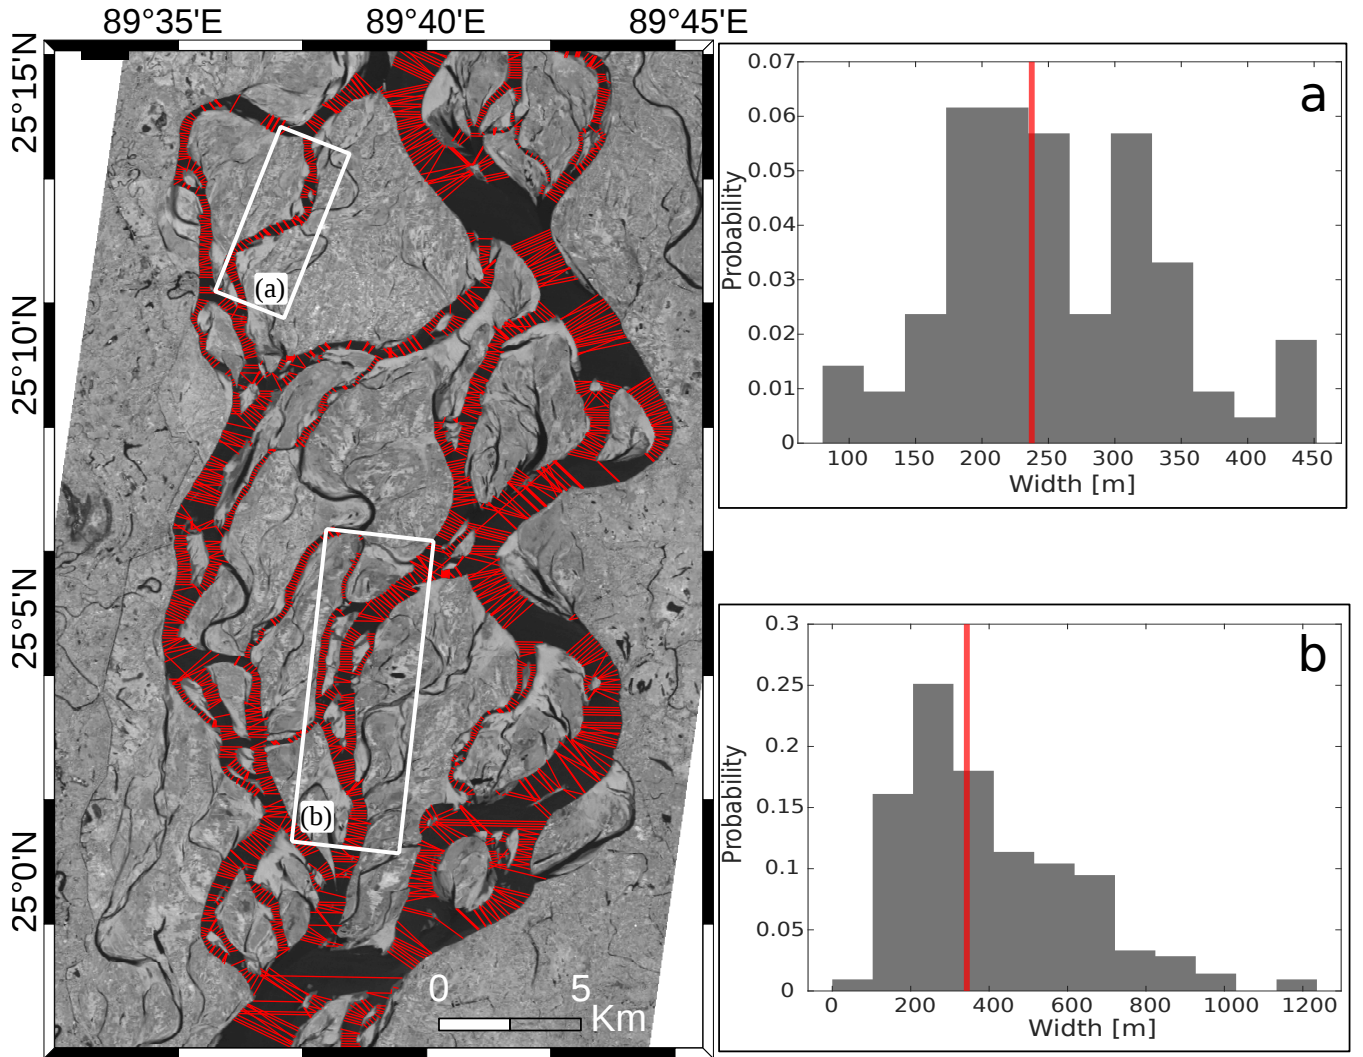 89°35'E 89°40'E 89°45'E
25°15'N
25°10'N
25°5'N
25°0'N
(a)
(b)
0 5
Km
a
0.07
0.06
0.05
0.04
0.03
0.02
0.01
0
Probability
100 150 200 250 300 350 400 450
Width [m]
b
0.3
0.25
0.2
0.15
0.1
0.05
0
Probability
0 200 400 600 800 1000 1200
Width [m]